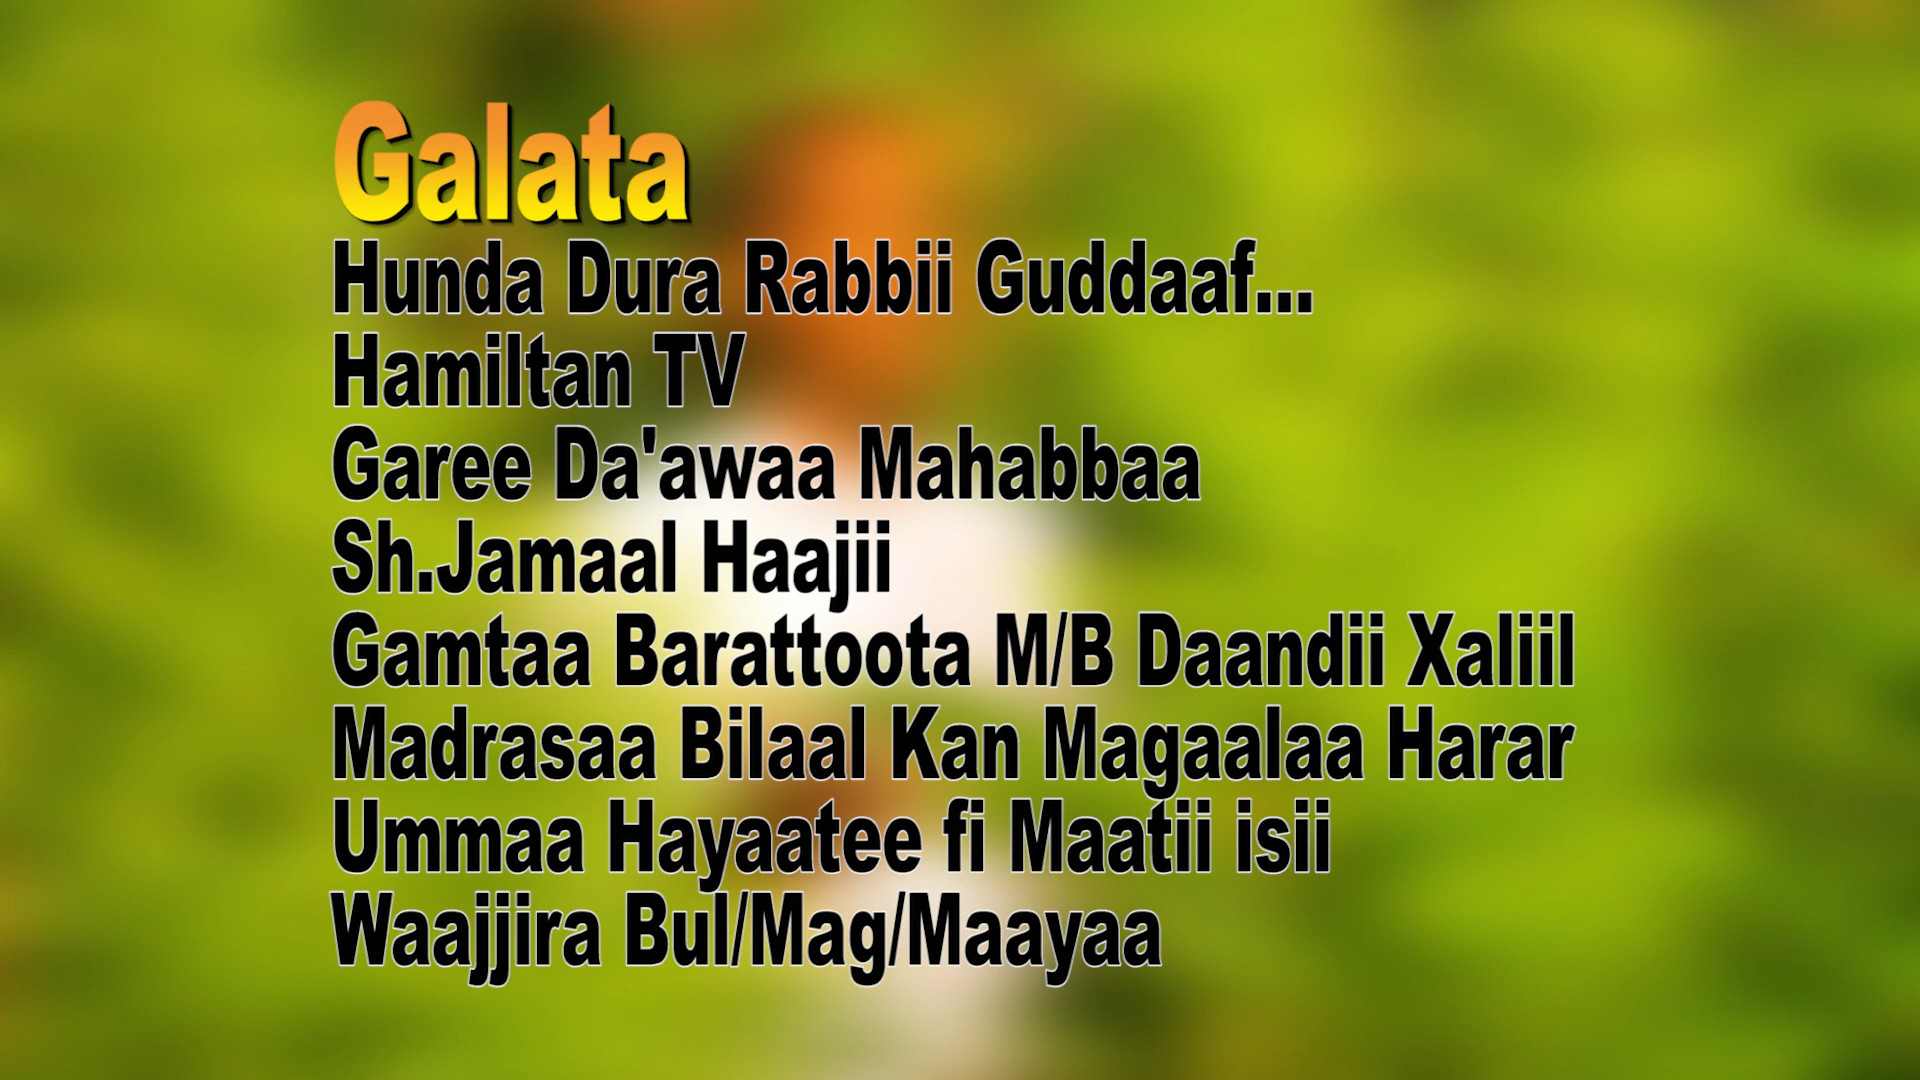 Galata
Hunda Dura Rabbii Guddaaf...
Hamiltan TV
Garee Da'awaa Mahabbaa
Sh.Jamaal Haajii
Gamtaa Barattoota M/B Daandii Xaliil
Madrasaa Bilaal Kan Magaalaa Harar
Ummaa Hayaatee fi Maatii isii
Waajjira Bul/Mag/Maayaa